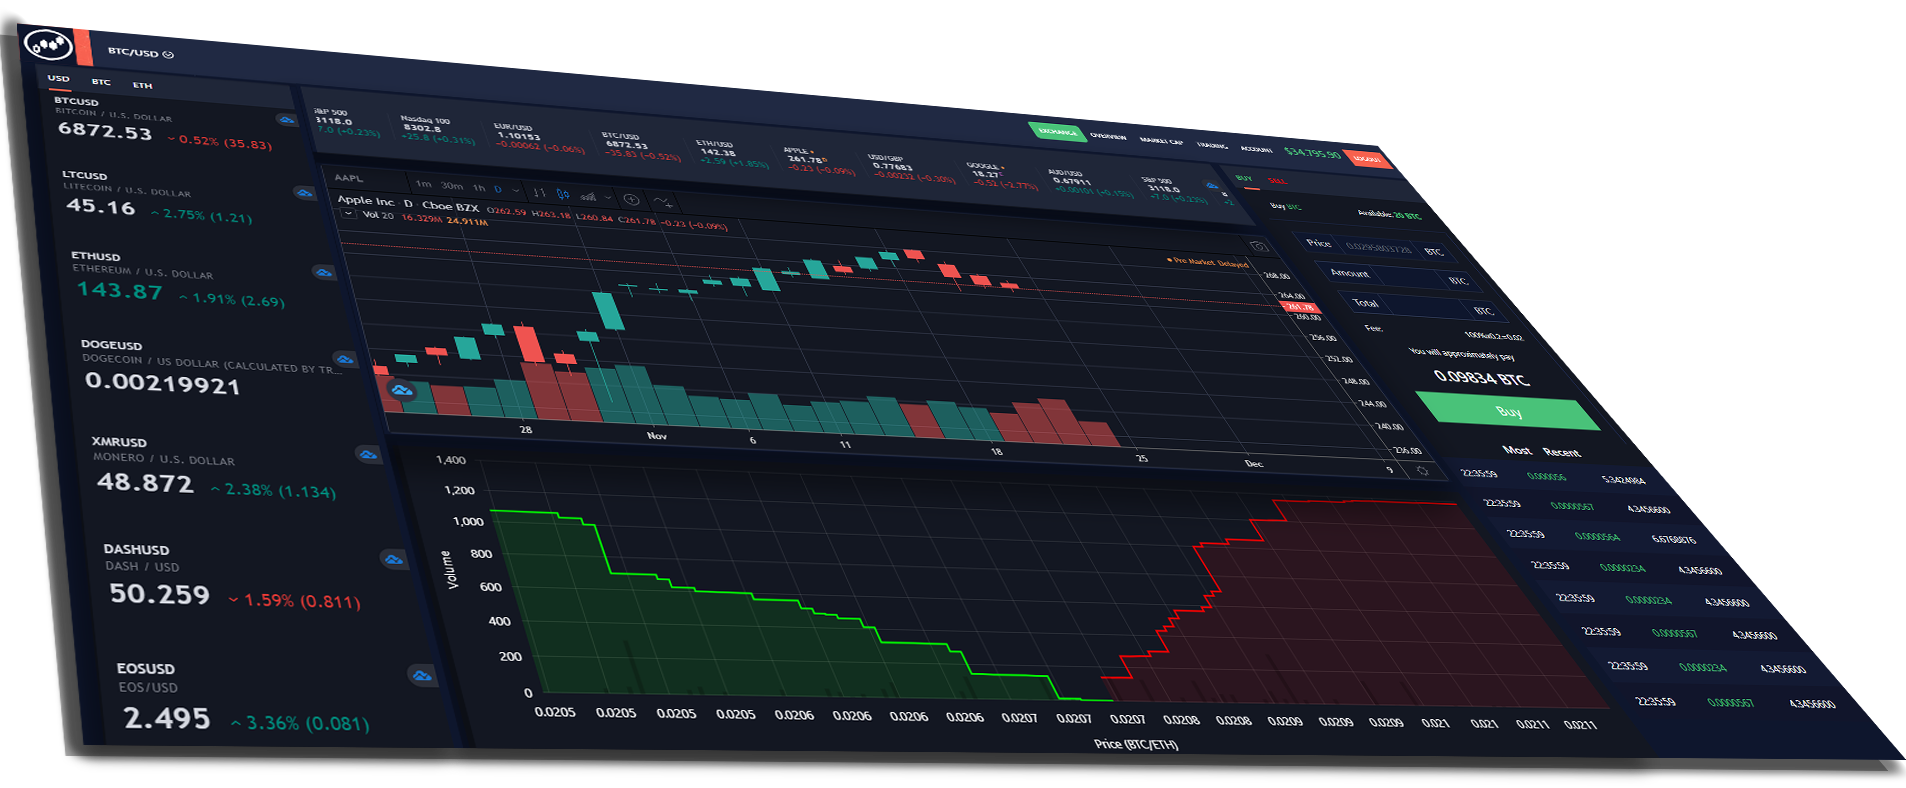 BTC/USD
USD BTC ETH
BTCUSD
BITCOIN / U.S. DOLLAR
6872.53 0.52% (35.83)
LTCUSD
LITECOIN / U.S. DOLLAR
45.16 2.75% (1.21)
ETHUSD
ETHEREUM / U.S. DOLLAR
143.87 1.91% (2.69)
DOGEUSD
DOGECOIN / US DOLLAR (CALCULATED BY TR...
0.00219921
XMRUSD
MONERO / U.S. DOLLAR
48.872 2.38% (1.134)
DASHUSD
DASH / USD
50.259 1.59% (0.811)
EOSUSD
EOS/USD
2.495 3.36% (0.081)
EXCHANGE OVERVIEW MARKET CAP TRADING ACCOUNT $34,795.90 LOGOUT
S&P 500
3118.0
7.0 (+0.23%)
Nasdaq 100
8302.8
+25.8 (+0.31%)
EUR/USD
1.10153
-0.00062 (-0.06%)
BTC/USD
6872.53
-35.83 (-0.52%)
ETH/USD
142.38
+2.59 (+1.85%)
APPLE
261.78
-0.23 (-0.09%)
USD/GBP
0.77683
-0.00232 (-0.30%)
GOOGLE
18.27
-0.52 (-2.77%)
AUD/USD
0.67911
+0.00101 (+0.15%)
S&P 500
3118.0
+7.0 (+0.23%)
AAPL 1m 30m 1h D
Apple Inc D Cboe BZX O262.59 H263.18 L260.84 C261.78 -0.23 (-0.09%)
Vol 20 16.329M 24.911M
Pre Market Delayed
268.00
264.00
261.78
260.00
256.00
252.00
248.00
244.00
240.00
236.00
28 Nov 6 11 18 25 Dec 9
1,400
1,200
1,000
800
600
400
200
0
Volume
0.0205 0.0205 0.0205 0.0205 0.0206 0.0206 0.0206 0.0206 0.0207 0.0207 0.0207 0.0208 0.0208 0.0209 0.0209 0.0209 0.021 0.021 0.0211 0.0211
Price (BTC/ETH)
BUY SELL
Buy BTC Available: 20 BTC
Price 0.0295803728 BTC
Amount BTC
Total BTC
Fee: 100%x0.2=0.02
You will approximately pay
0.09834 BTC
Buy
Most Recent
22:35:59 0.000056 5.3424984
22:35:59 0.0000567 4.3456600
22:35:59 0.0000564 6.6768876
22:35:59 0.0000234 4.3456600
22:35:59 0.0000234 4.3456600
22:35:59 0.0000567 4.3456600
22:35:59 0.0000234 4.3456600
22:35:59 0.0000567 4.3456600